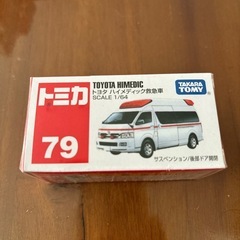 トミカ
79
TOYOTA HIMEDIC
トヨタ ハイメディック救急車
SCALE 1/64
TAKARA TOMY
サスペンション/後部ドア開閉